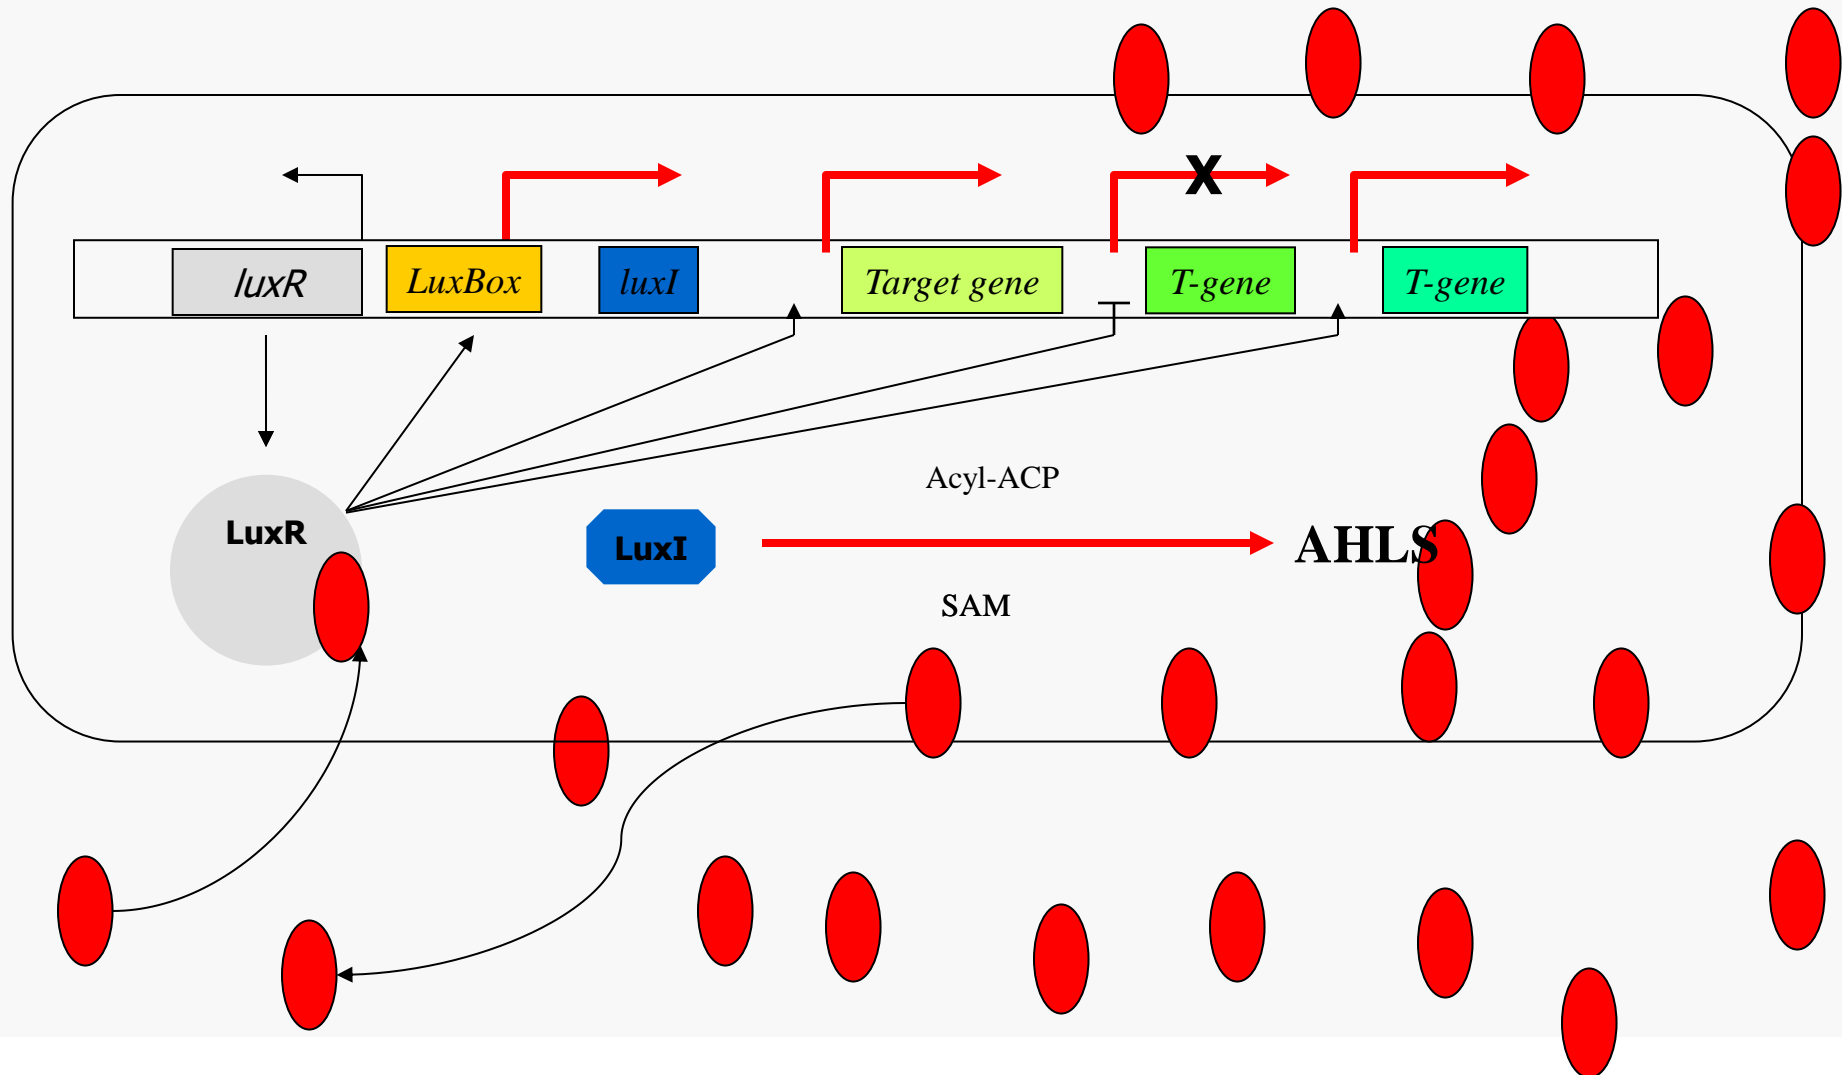 X
luxR
LuxBox
luxI
Target gene
T-gene
T-gene
Acyl-ACP
LuxR
LuxI
AHLS
SAM